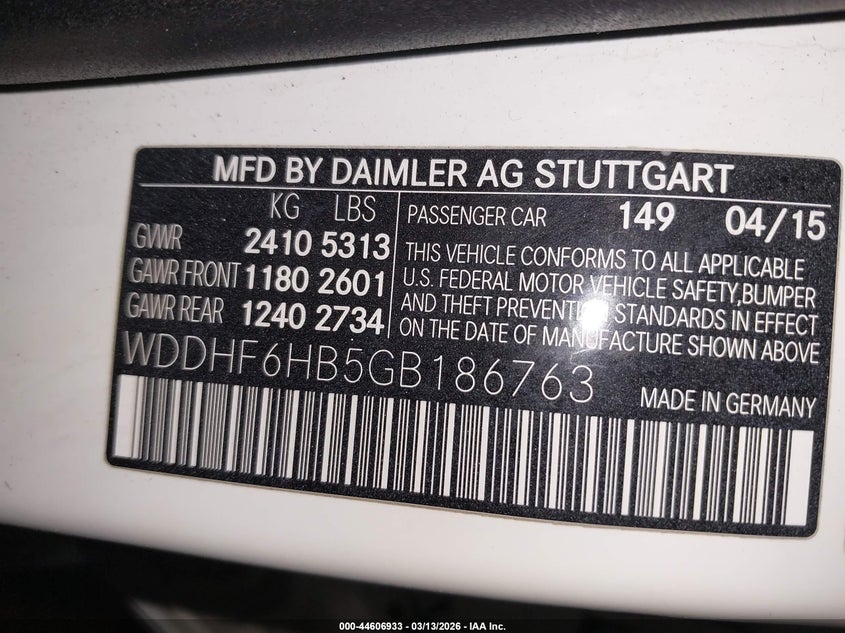 MFD BY DAIMLER AG STUTTGART
KG LBS
GVWR 2410 5313
GAWR FRONT 1180 2601
GAWR REAR 1240 2734
PASSENGER CAR 149 04/15
THIS VEHICLE CONFORMS TO ALL APPLICABLE
U.S. FEDERAL MOTOR VEHICLE SAFETY,BUMPER
AND THEFT PREVENTION STANDARDS IN EFFECT
ON THE DATE OF MANUFACTURE SHOWN ABOVE
WDDHF6HB5GB186763
MADE IN GERMANY
000-44606933 - 03/13/2026 - IAA Inc.